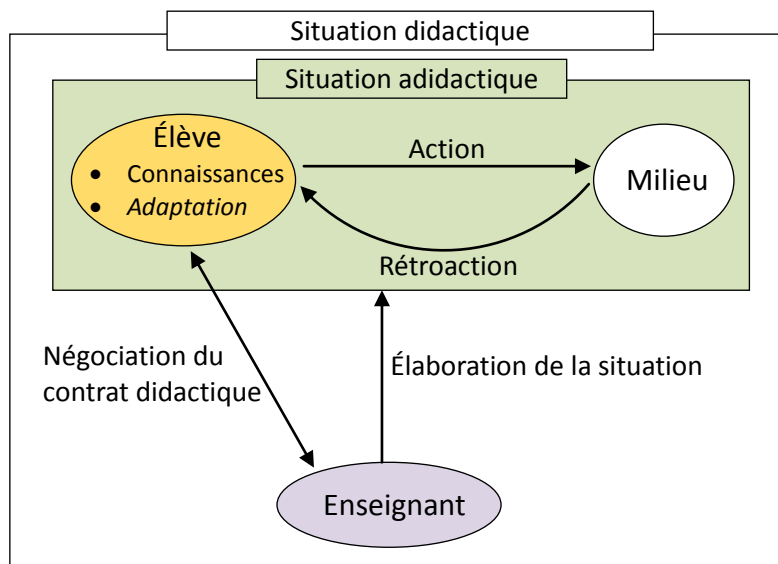 Situation didactique
Situation adidactique
Élève
• Connaissances
• Adaptation
Action
Milieu
Rétroaction
Négociation du
contrat didactique
Élaboration de la situation
Enseignant